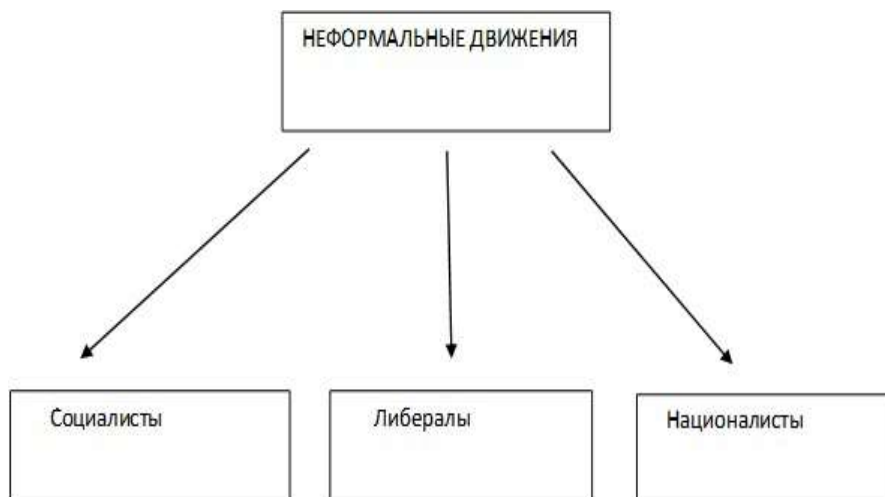 НЕФОРМАЛЬНЫЕ ДВИЖЕНИЯ
Социалисты
Либералы
Националисты